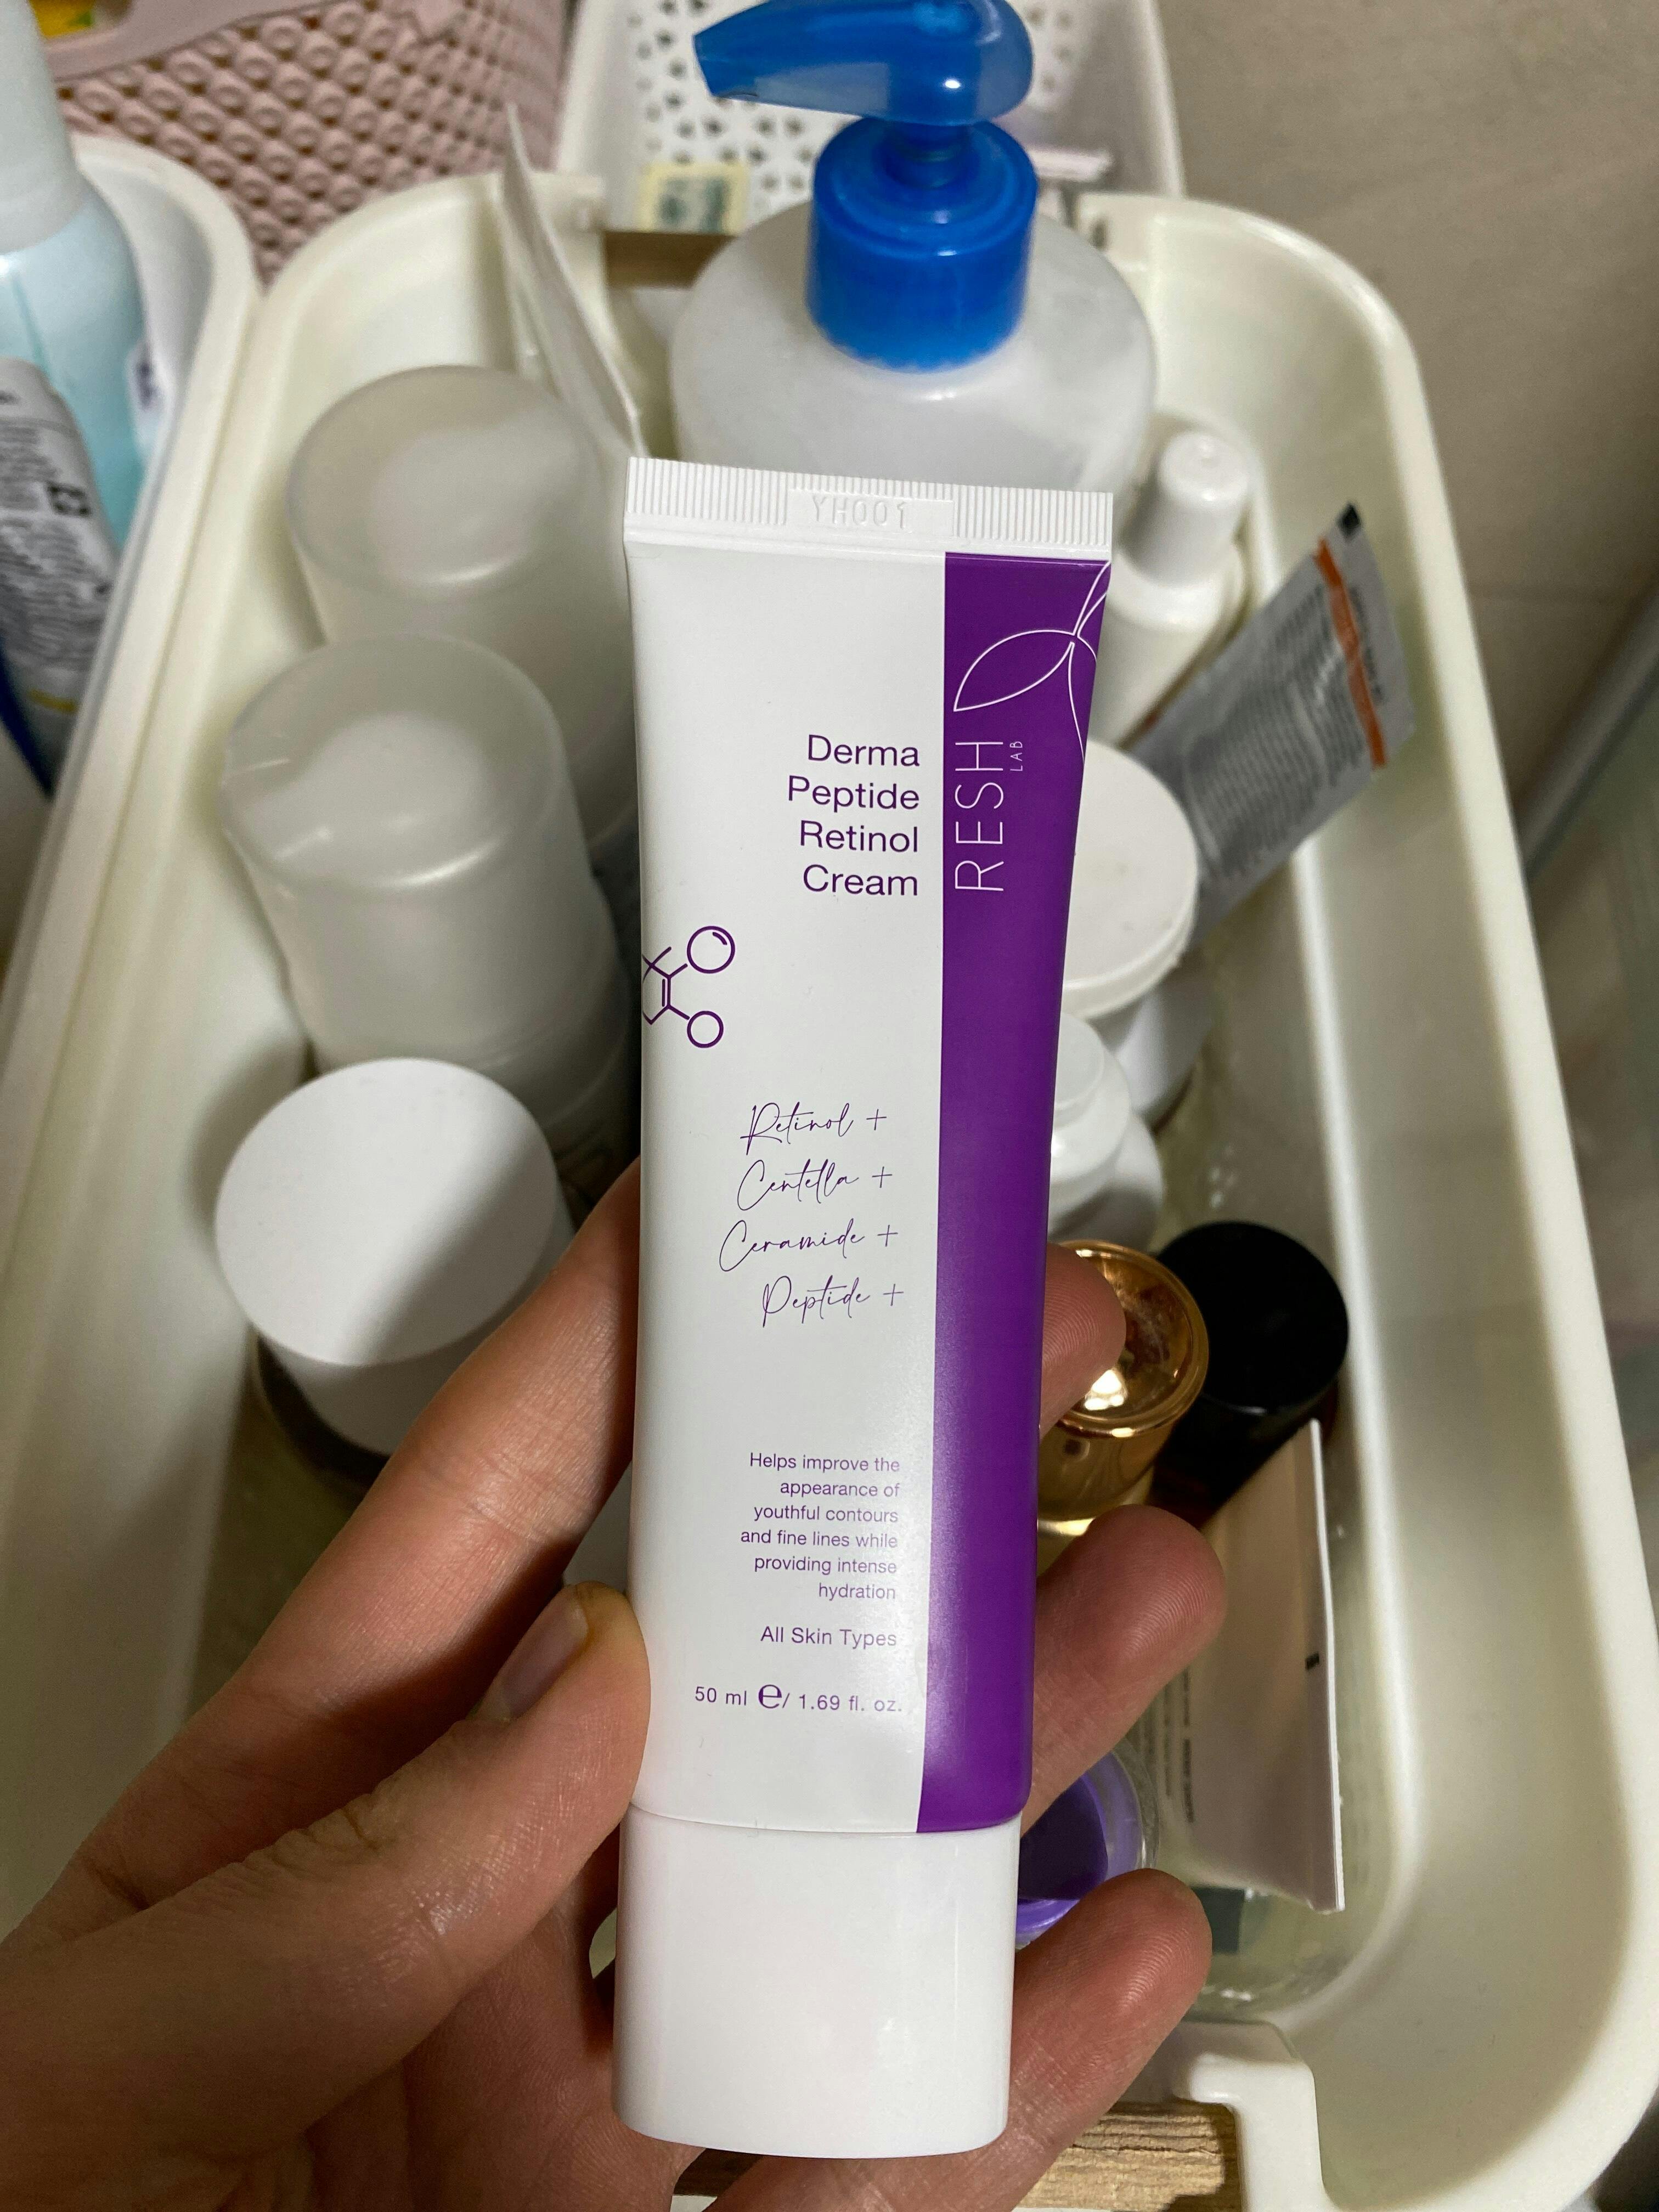 YH001
Derma
Peptide
Retinol
Cream
RESH
LAB
Retinol +
Centella +
Ceramide +
Peptide +
Helps improve the
appearance of
youthful contours
and fine lines while
providing intense
hydration
All Skin Types
50 ml e/ 1.69 fl. oz.